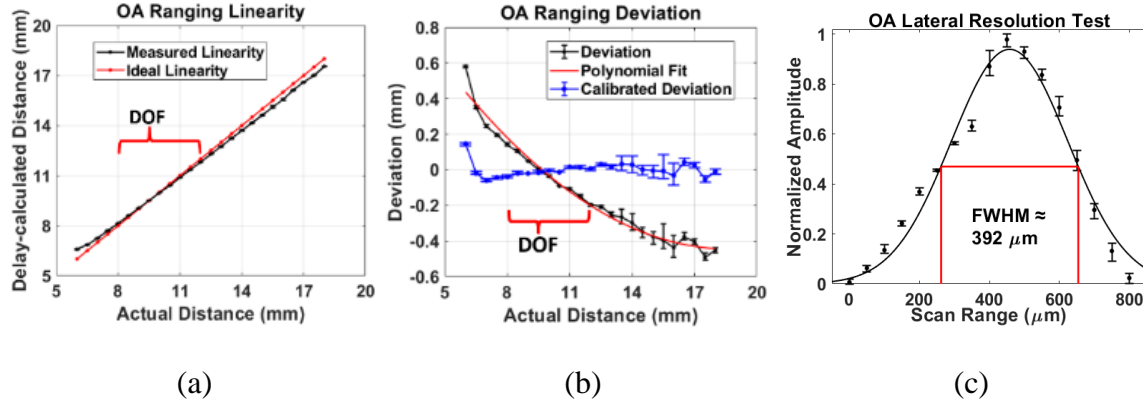 OA Ranging Linearity
Delay-calculated Distance (mm)
20
17
14
11
8
5
Measured Linearity
Ideal Linearity
DOF
5 8 11 14 17 20
Actual Distance (mm)
(a)
OA Ranging Deviation
Deviation (mm)
0.8
0.6
0.4
0.2
0
-0.2
-0.4
-0.6
Deviation
Polynomial Fit
Calibrated Deviation
DOF
5 8 11 14 17 20
Actual Distance (mm)
(b)
OA Lateral Resolution Test
Normalized Amplitude
1
0.8
0.6
0.4
0.2
0
FWHM ≈
392 μm
0 200 400 600 800
Scan Range (μm)
(c)